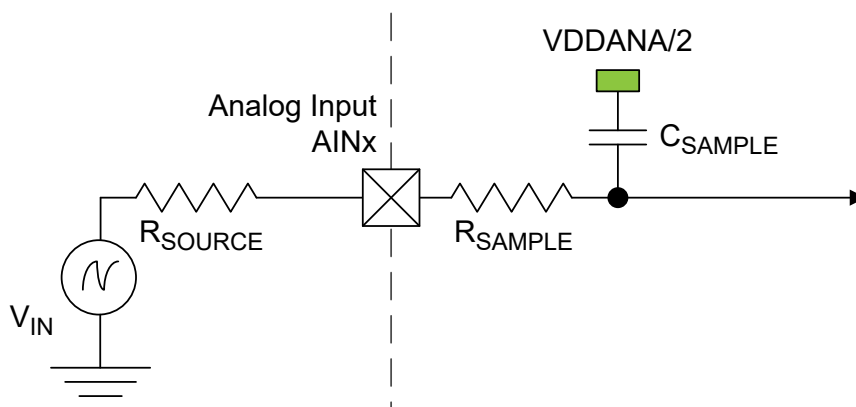 VDDANA/2
Analog Input
AINx
CSAMPLE
RSOURCE
RSAMPLE
VIN